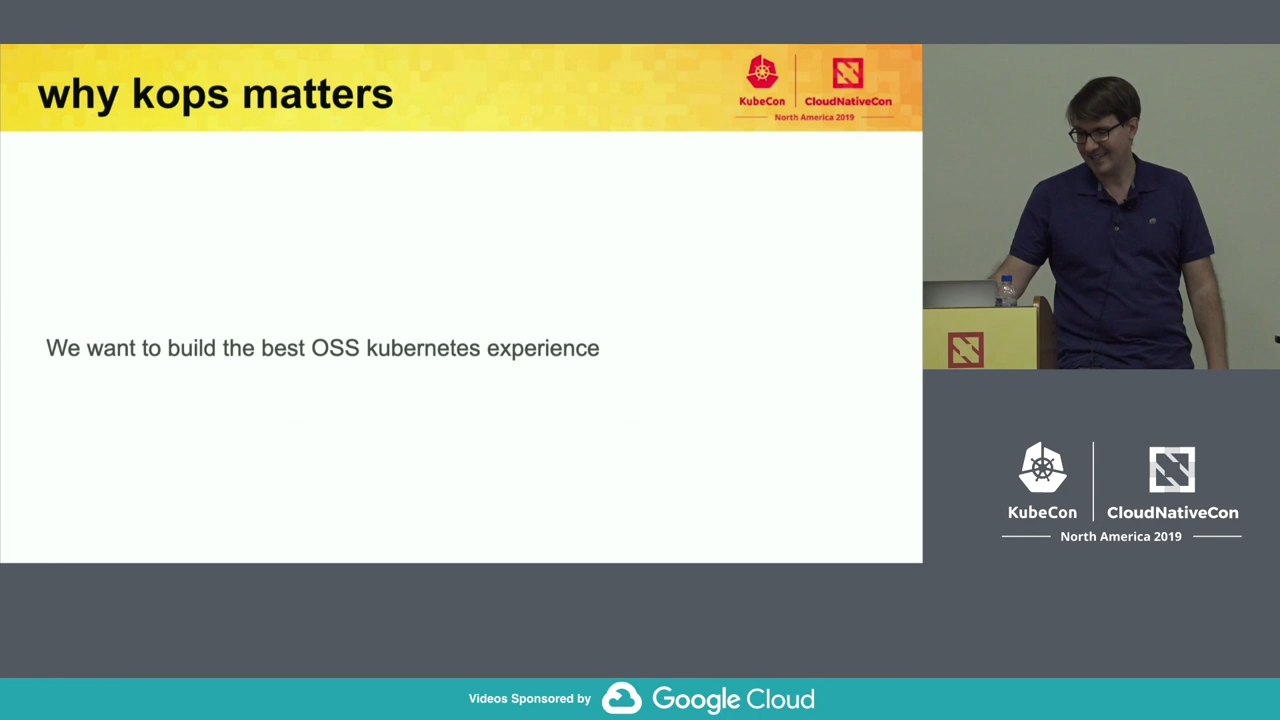 why kops matters
KubeCon
CloudNativeCon
North America 2019
We want to build the best OSS kubernetes experience
KubeCon
CloudNativeCon
North America 2019
Videos Sponsored by
Google Cloud